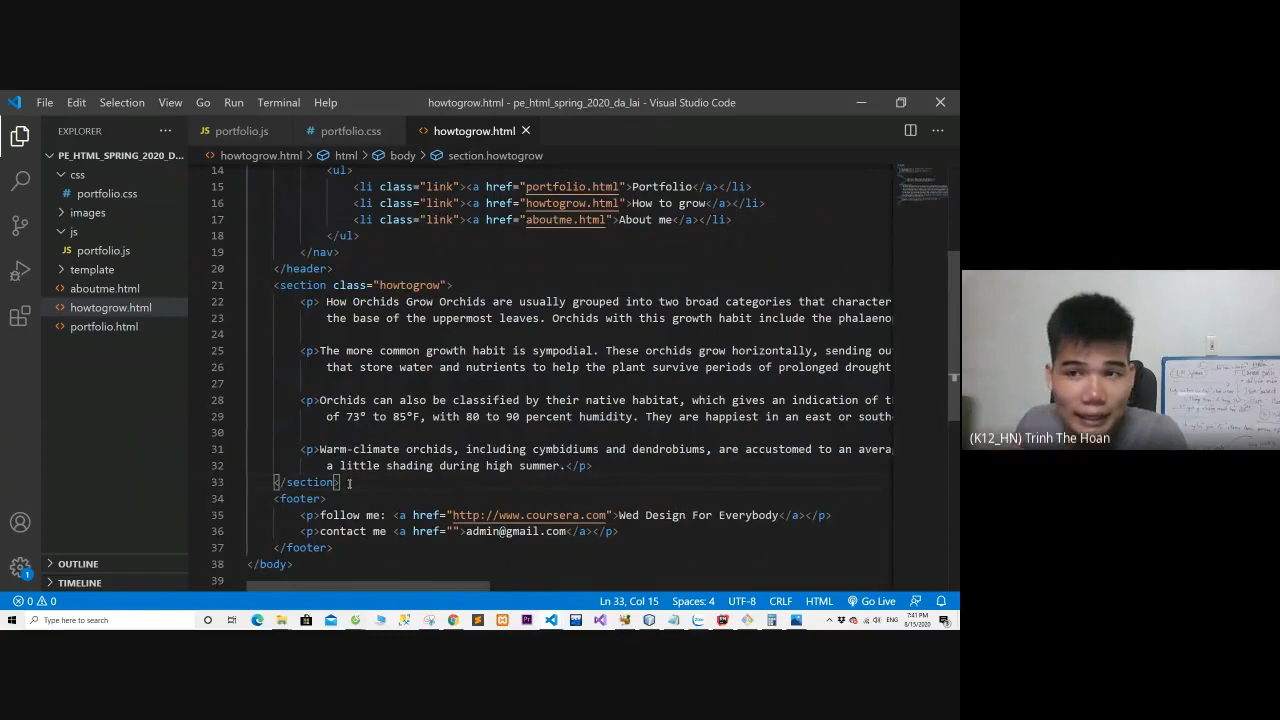 File Edit Selection View Go Run Terminal Help
howtogrow.html - pe_html_spring_2020_da_lai - Visual Studio Code
EXPLORER
portfolio.js
portfolio.css
howtogrow.html
PE_HTML_SPRING_2020_D...
css
portfolio.css
images
js
portfolio.js
template
aboutme.html
howtogrow.html
portfolio.html
OUTLINE
TIMELINE
howtogrow.html > html > body > section.howtogrow
14 <ul>
15 <li class="link"><a href="portfolio.html">Portfolio</a></li>
16 <li class="link"><a href="howtogrow.html">How to grow</a></li>
17 <li class="link"><a href="aboutme.html">About me</a></li>
18 </ul>
19 </nav>
20 </header>
21 <section class="howtogrow">
22 <p> How Orchids Grow Orchids are usually grouped into two broad categories that character
23 the base of the uppermost leaves. Orchids with this growth habit include the phalaeno
24
25 <p>The more common growth habit is sympodial. These orchids grow horizontally, sending ou
26 that store water and nutrients to help the plant survive periods of prolonged drought
27
28 <p>Orchids can also be classified by their native habitat, which gives an indication of t
29 of 73° to 85°F, with 80 to 90 percent humidity. They are happiest in an east or southe
30
31 <p>Warm-climate orchids, including cymbidiums and dendrobiums, are accustomed to an avera
32 a little shading during high summer.</p>
33 </section>
34 <footer>
35 <p>follow me: <a href="http://www.coursera.com">Wed Design For Everybody</a></p>
36 <p>contact me <a href="">admin@gmail.com</a></p>
37 </footer>
38 </body>
39
0 0
Ln 33, Col 15 Spaces: 4 UTF-8 CRLF HTML Go Live
Type here to search
ENG
7:41 PM
8/15/2020
(K12_HN) Trinh The Hoan